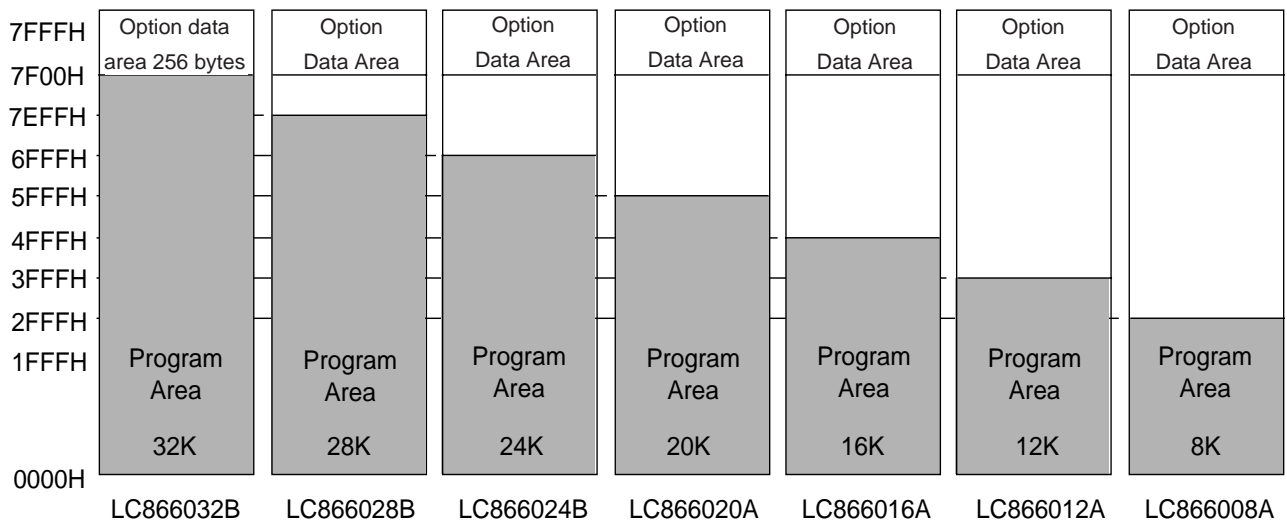 7FFFH
7F00H
7EFFH
6FFFH
5FFFH
4FFFH
3FFFH
2FFFH
1FFFH
0000H
Option data
area 256 bytes
Program
Area
32K
LC866032B
Option
Data Area
Program
Area
28K
LC866028B
Option
Data Area
Program
Area
24K
LC866024B
Option
Data Area
Program
Area
20K
LC866020A
Option
Data Area
Program
Area
16K
LC866016A
Option
Data Area
Program
Area
12K
LC866012A
Option
Data Area
Program
Area
8K
LC866008A